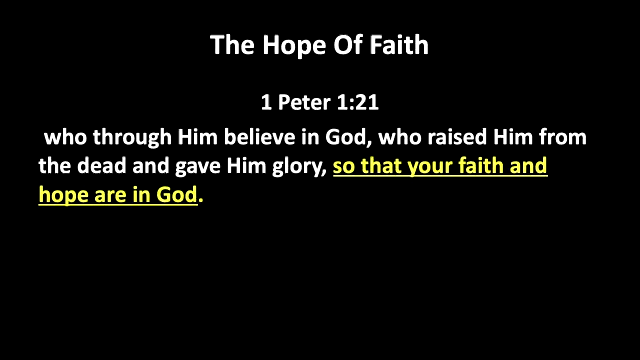 The Hope Of Faith
1 Peter 1:21
who through Him believe in God, who raised Him from
the dead and gave Him glory, so that your faith and
hope are in God.